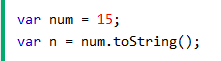 var num = 15;
var n = num.toString();